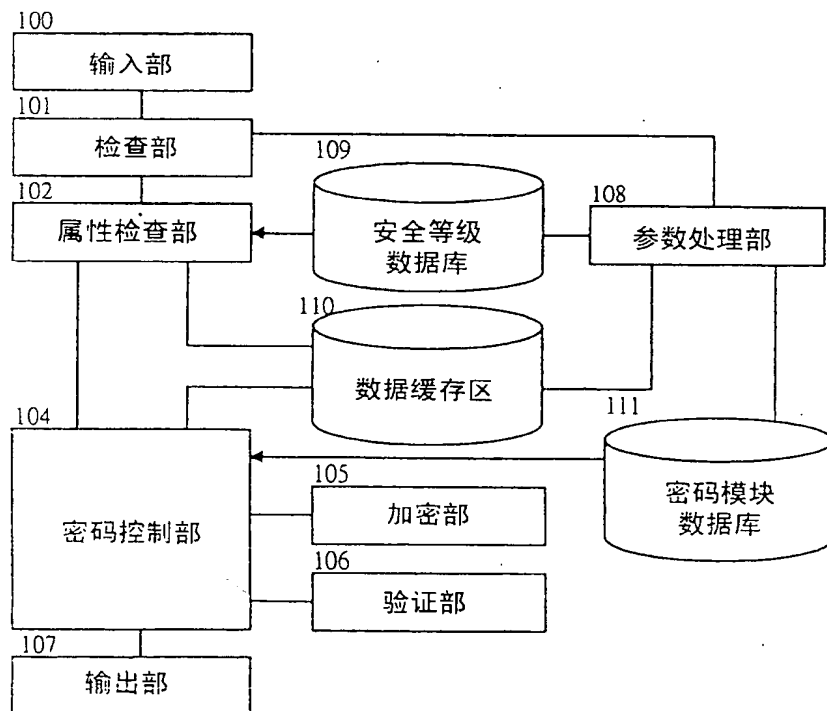 100
输入部
101
检查部
102
属性检查部
109
安全等级
数据库
108
参数处理部
110
数据缓存区
111
密码模块
数据库
104
密码控制部
105
加密部
106
验证部
107
输出部